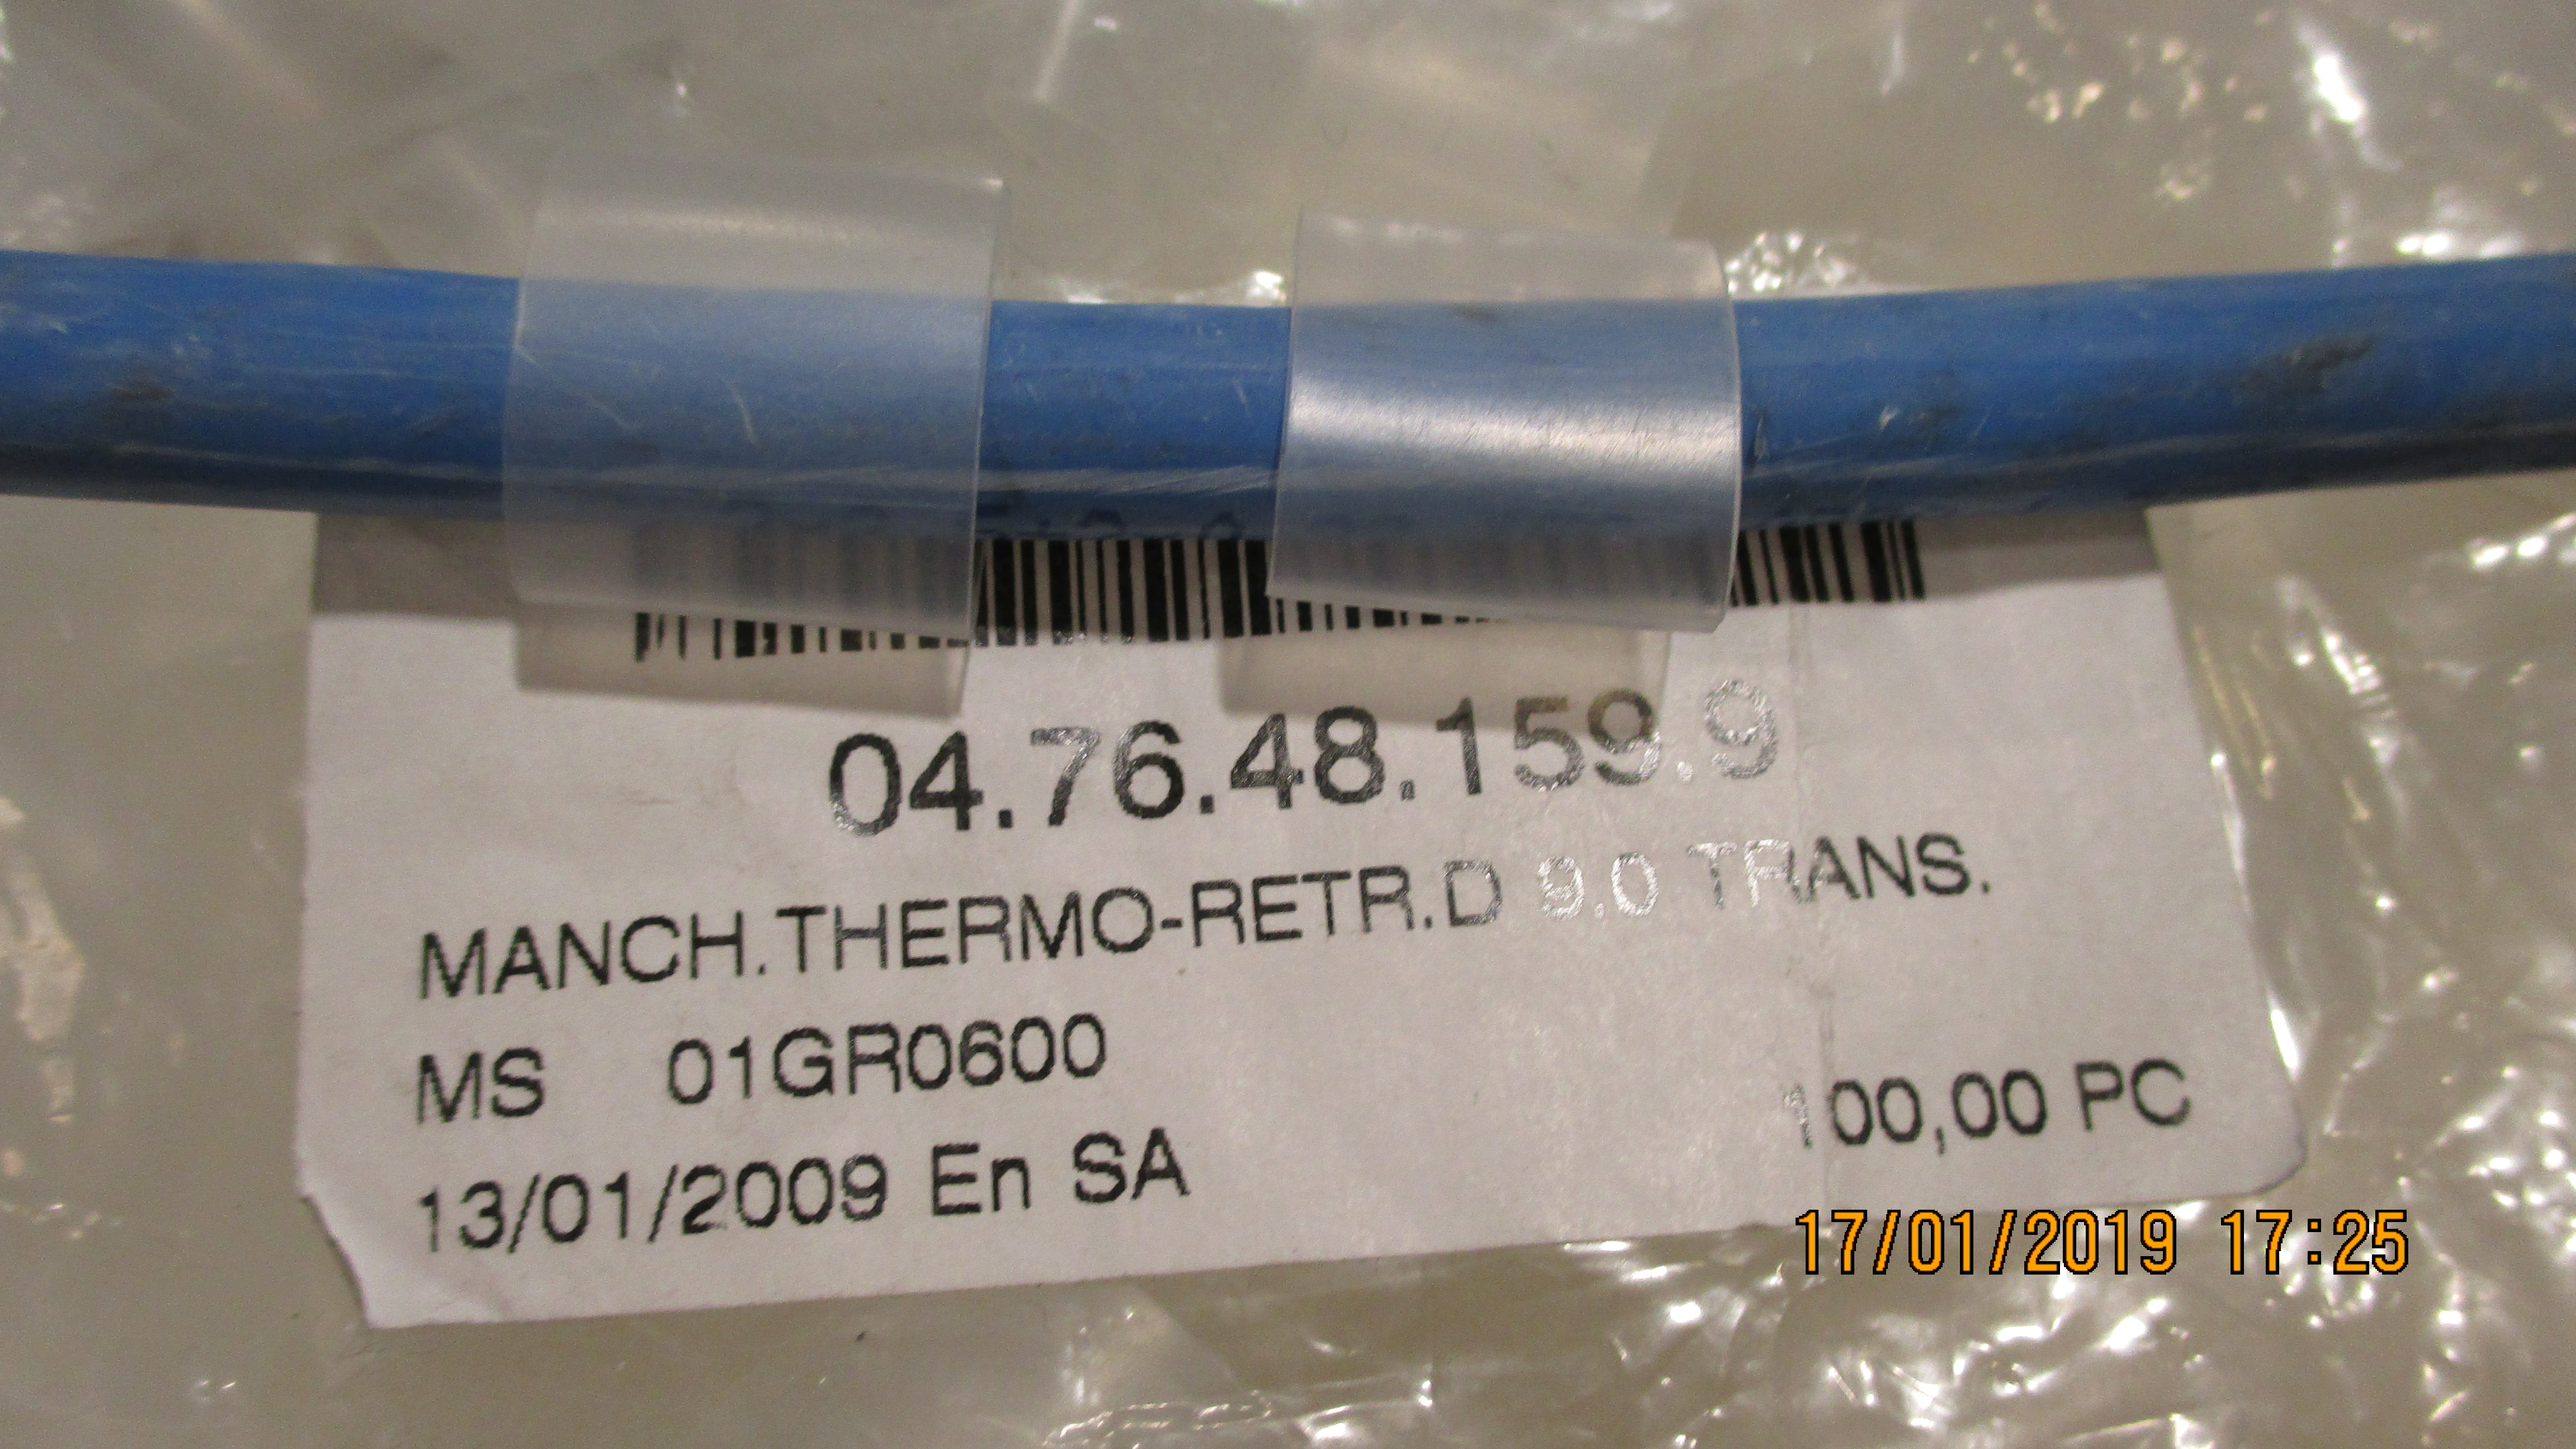 04.76.48.159.9
MANCH.THERMO-RETR.D 9.0 TRANS.
MS 01GR0600
100,00 PC
13/01/2009 En SA
17/01/2019 17:25